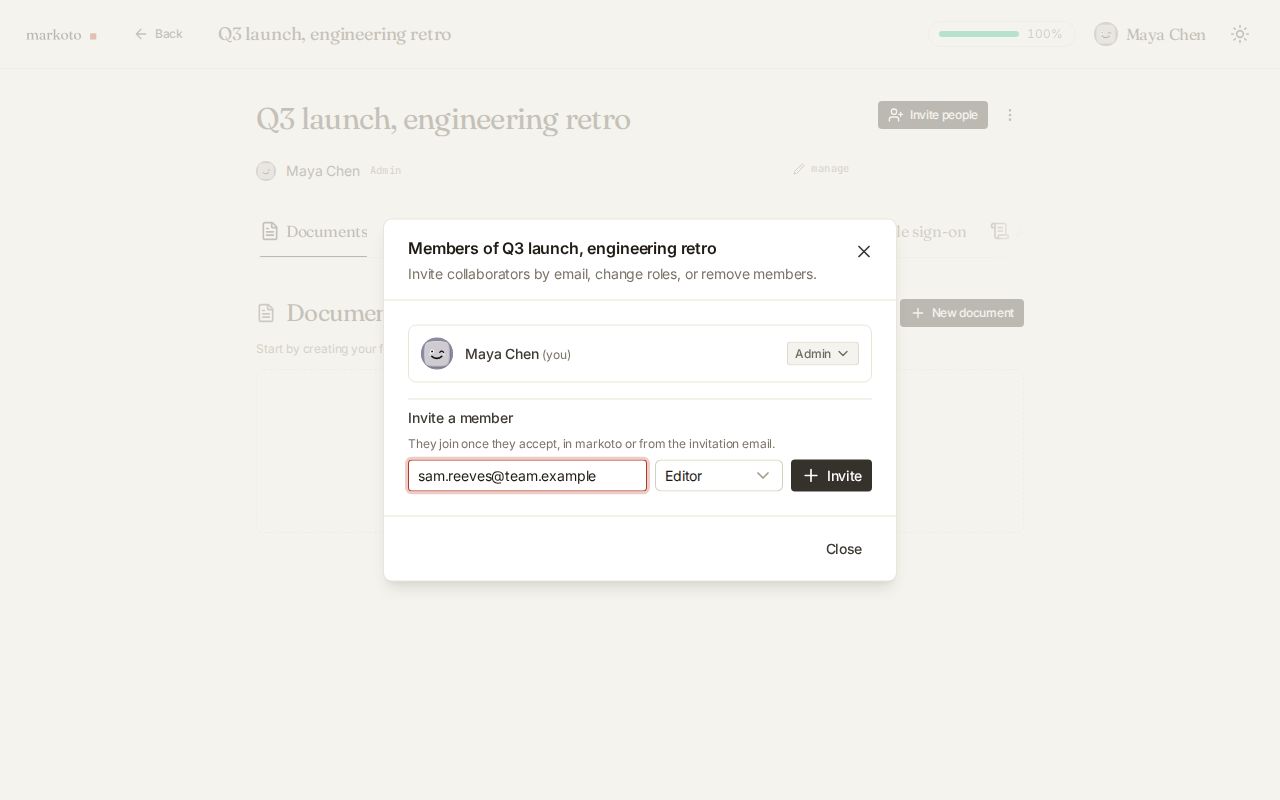 markoto
Back
Q3 launch, engineering retro
100%
Maya Chen
Q3 launch, engineering retro
Invite people
Maya Chen
Admin
manage
Documents
le sign-on
Members of Q3 launch, engineering retro
Invite collaborators by email, change roles, or remove members.
New document
Start by creating your f
Maya Chen (you)
Admin
Invite a member
They join once they accept, in markoto or from the invitation email.
sam.reeves@team.example
Editor
Invite
Close